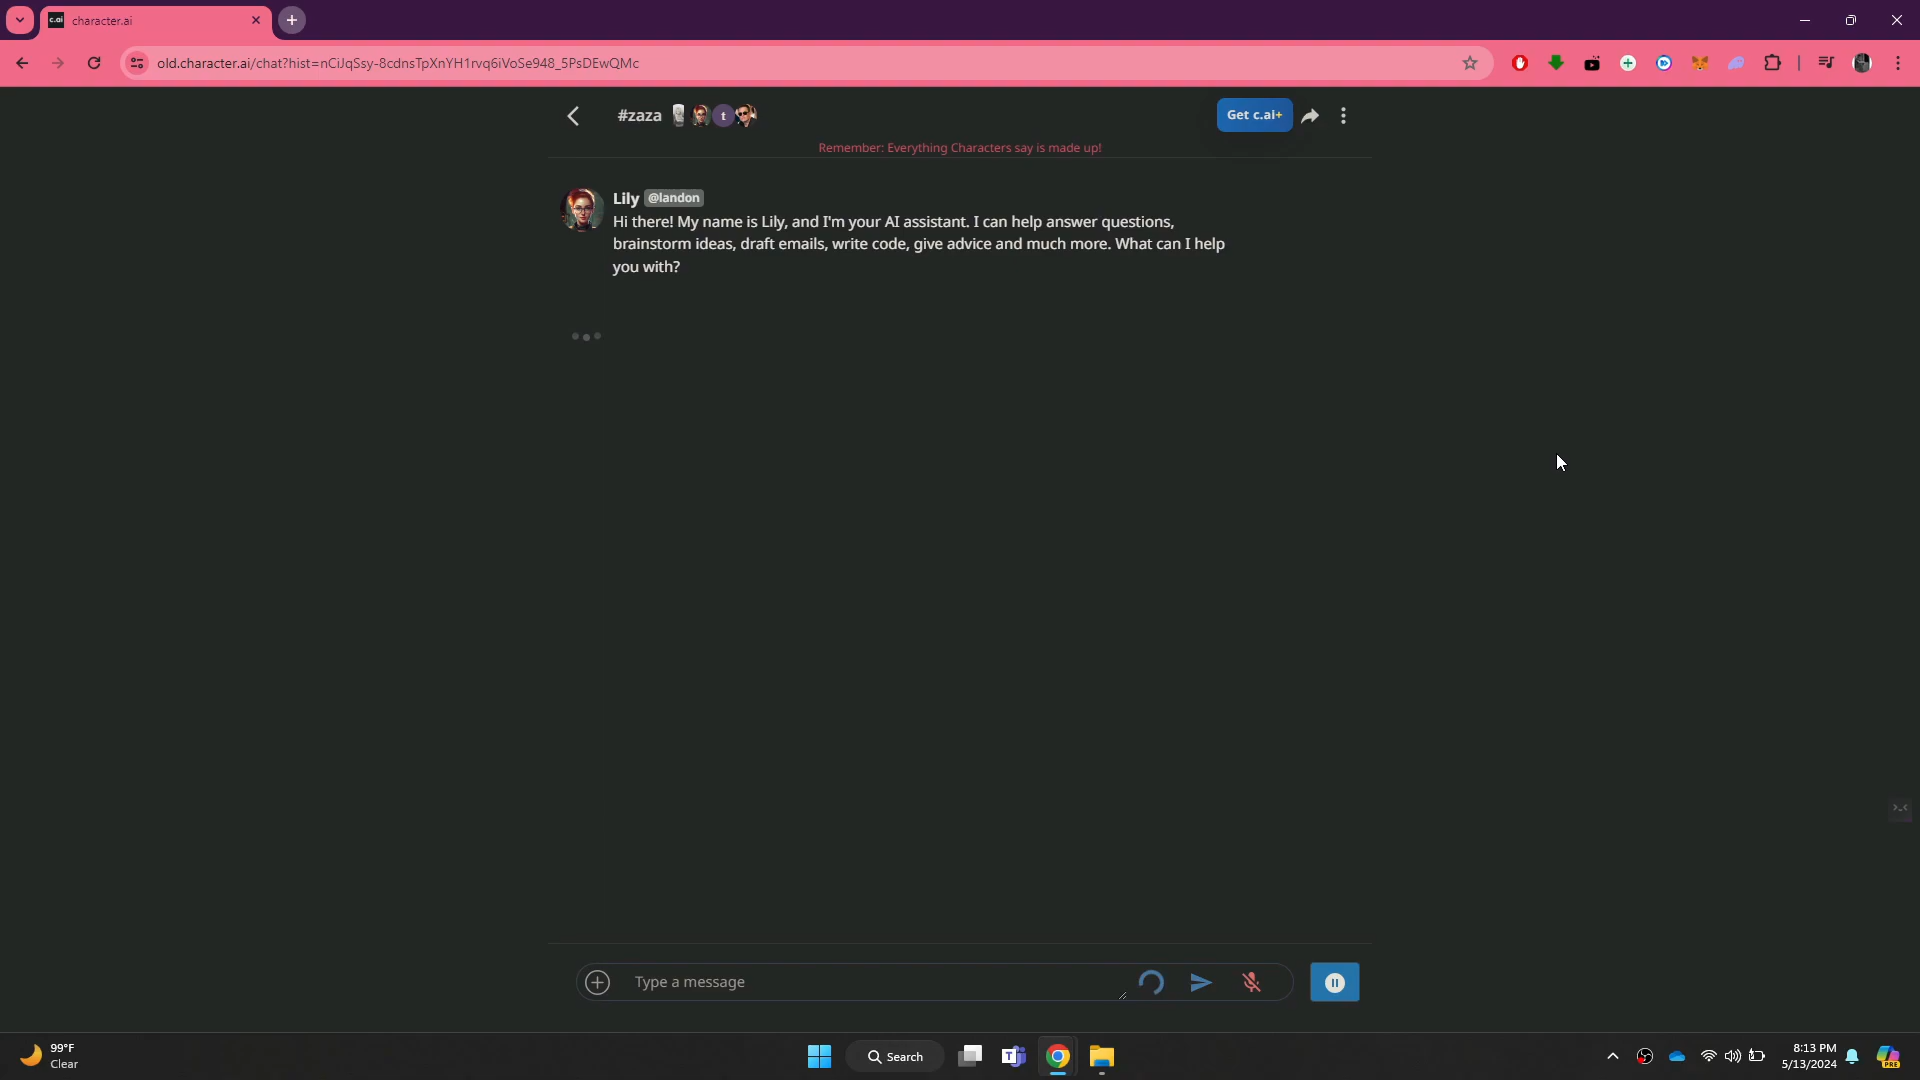 c.ai character.ai
old.character.ai/chat?hist=nCiJqSsy-8cdnsTpXnYH1rvq6iVoSe948_5PsDEwQMc
#zaza t Get c.ai+
Remember: Everything Characters say is made up!
Lily @landon
Hi there! My name is Lily, and I'm your AI assistant. I can help answer questions,
brainstorm ideas, draft emails, write code, give advice and much more. What can I help
you with?
>_<
Type a message
99°F
Clear
Search
T
PRE
8:13 PM
5/13/2024